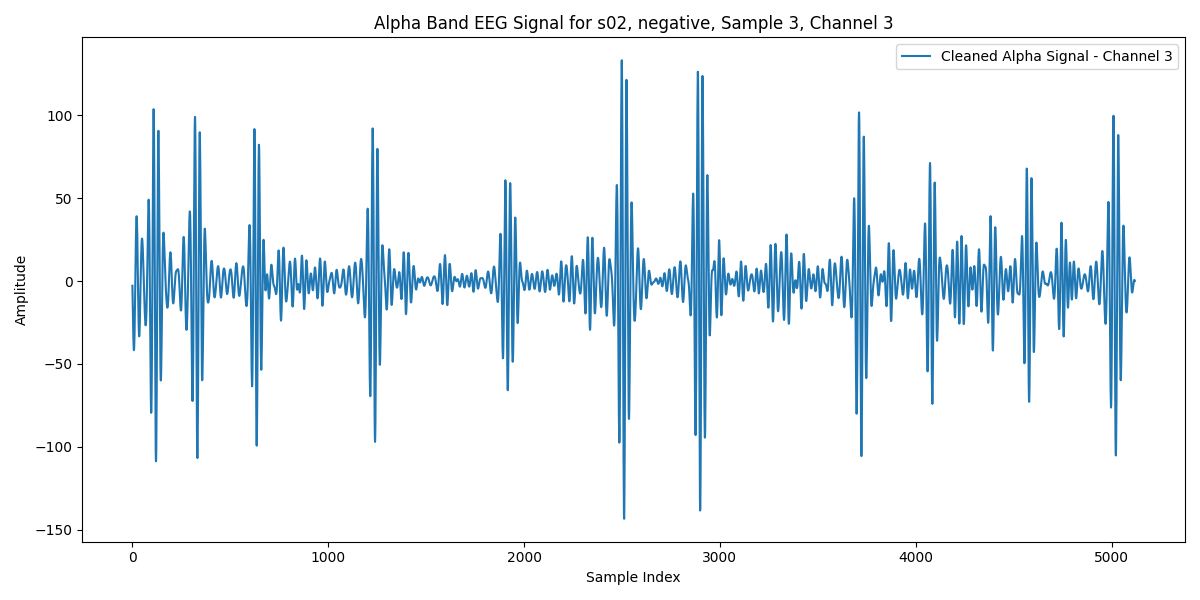 Alpha Band EEG Signal for s02, negative, Sample 3, Channel 3
Cleaned Alpha Signal - Channel 3
Amplitude
100
50
0
−50
−100
−150
0 1000 2000 3000 4000 5000
Sample Index